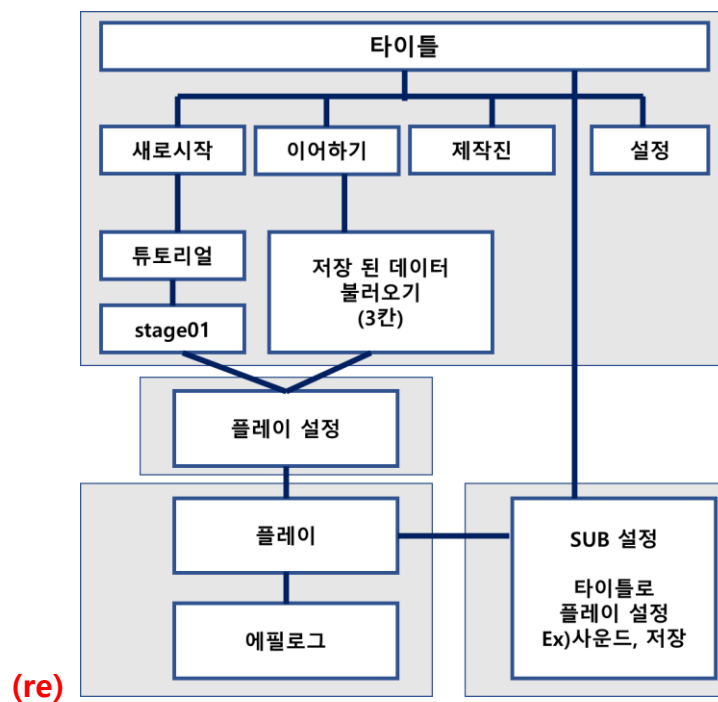 타이틀
새로시작
이어하기
제작진
설정
튜토리얼
저장 된 데이터
불러오기
(3칸)
stage01
플레이 설정
플레이
SUB 설정
타이틀로
플레이 설정
Ex)사운드, 저장
에필로그
(re)